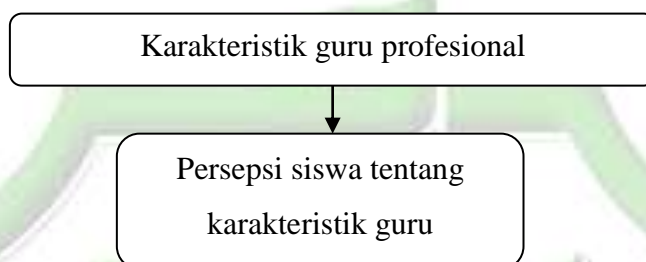 Karakteristik guru profesional
Persepsi siswa tentang
karakteristik guru